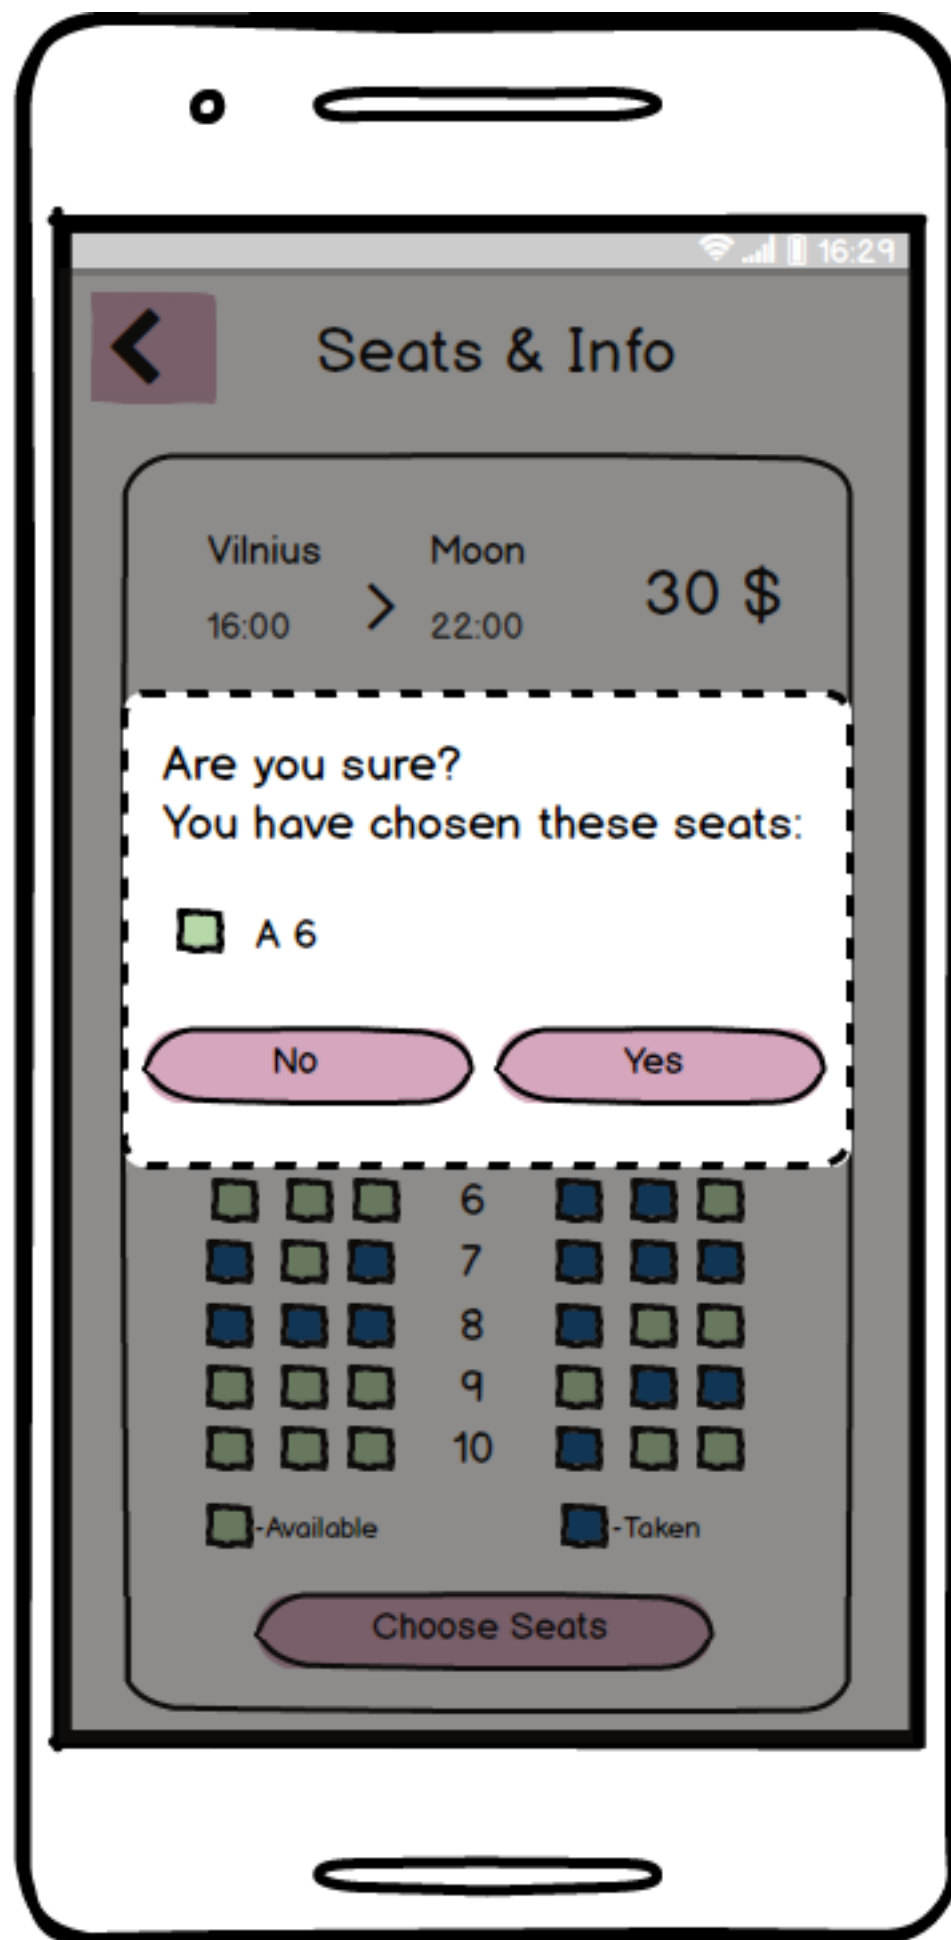 16:29
Seats & Info
Vilnius Moon
30 $
16:00 > 22:00
Are you sure?
You have chosen these seats:
A 6
No Yes
6
7
8
9
10
-Available -Taken
Choose Seats